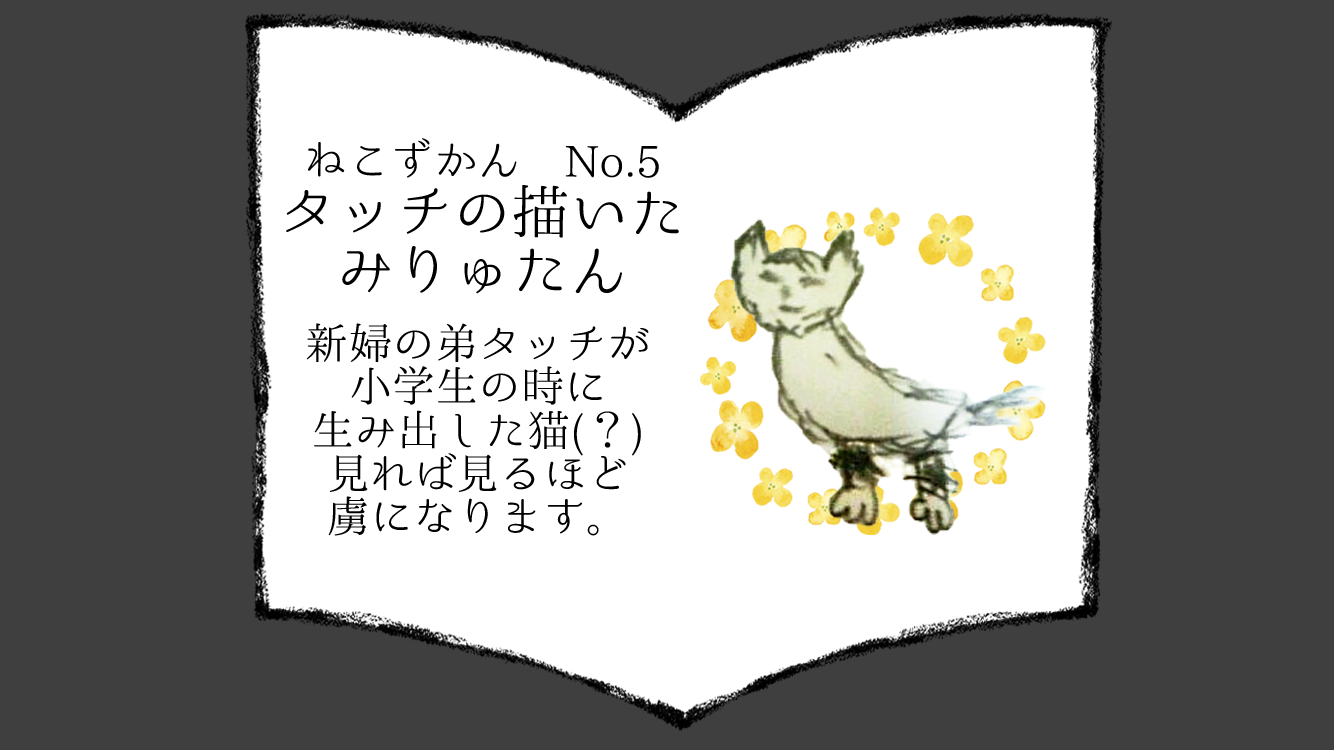 ねこずかん　No.5
タッチの描いた
みりゅたん
新婦の弟タッチが
小学生の時に
生み出した猫(？)
見れば見るほど
虜になります。